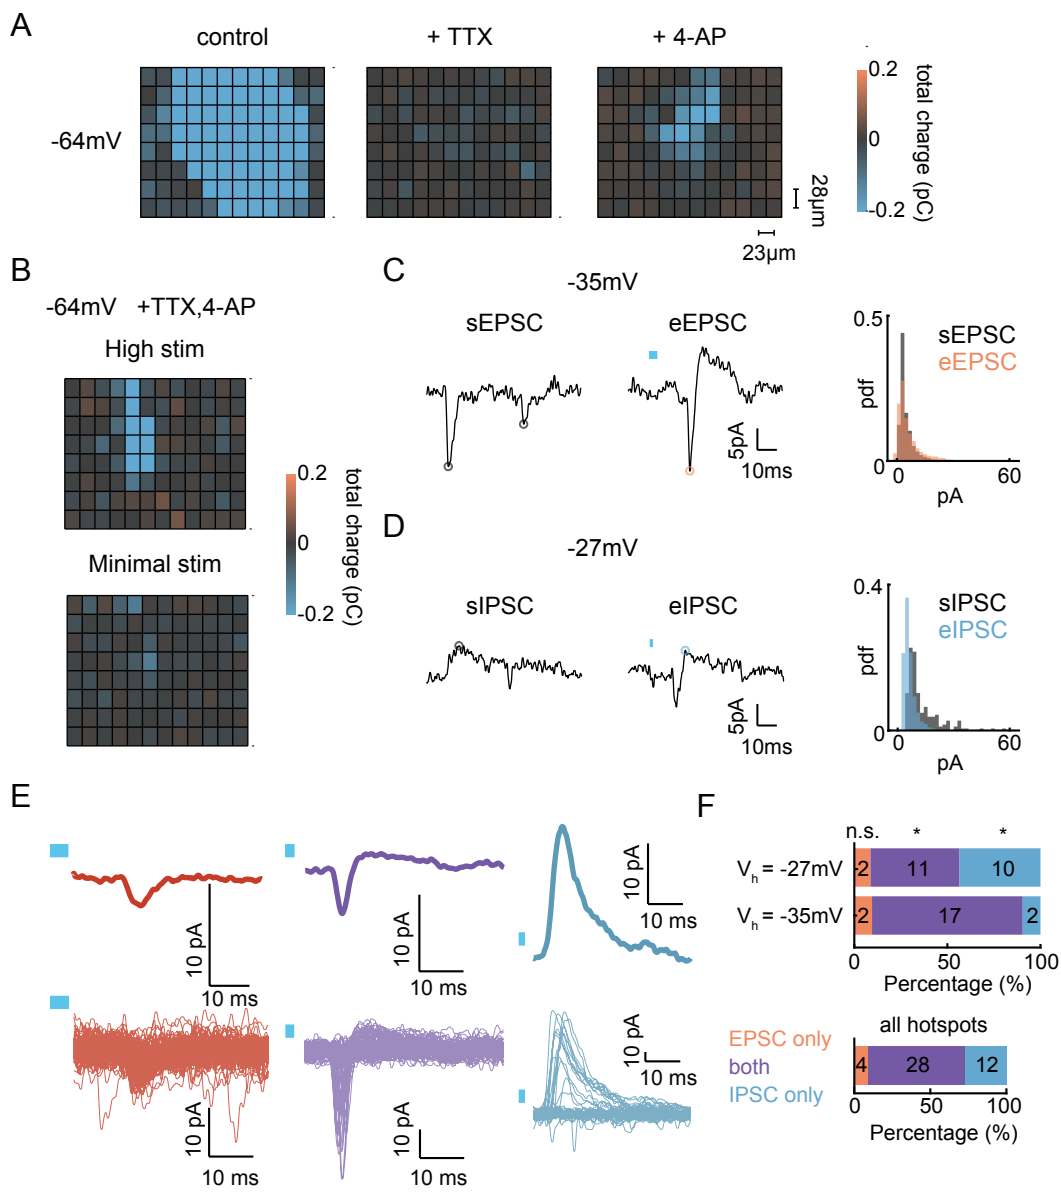 A
control
+ TTX
+ 4-AP
-64mV
0.2
0
-0.2
total charge (pC)
28µm
23µm
B
-64mV +TTX,4-AP
High stim
Minimal stim
0.2
0
-0.2
total charge (pC)
C
-35mV
sEPSC
eEPSC
5pA
10ms
0.5
pdf
0
sEPSC
eEPSC
0
60
pA
D
-27mV
sIPSC
eIPSC
5pA
10ms
0.4
pdf
0
sIPSC
eIPSC
0
60
pA
E
10 pA
10 ms
10 pA
10 ms
10 pA
10 ms
10 pA
10 ms
10 pA
10 ms
10 pA
10 ms
F
n.s. * *
Vh = -27mV
2 11 10
Vh = -35mV
2 17 2
0 50 100
Percentage (%)
EPSC only
both
IPSC only
all hotspots
4 28 12
0 50 100
Percentage (%)